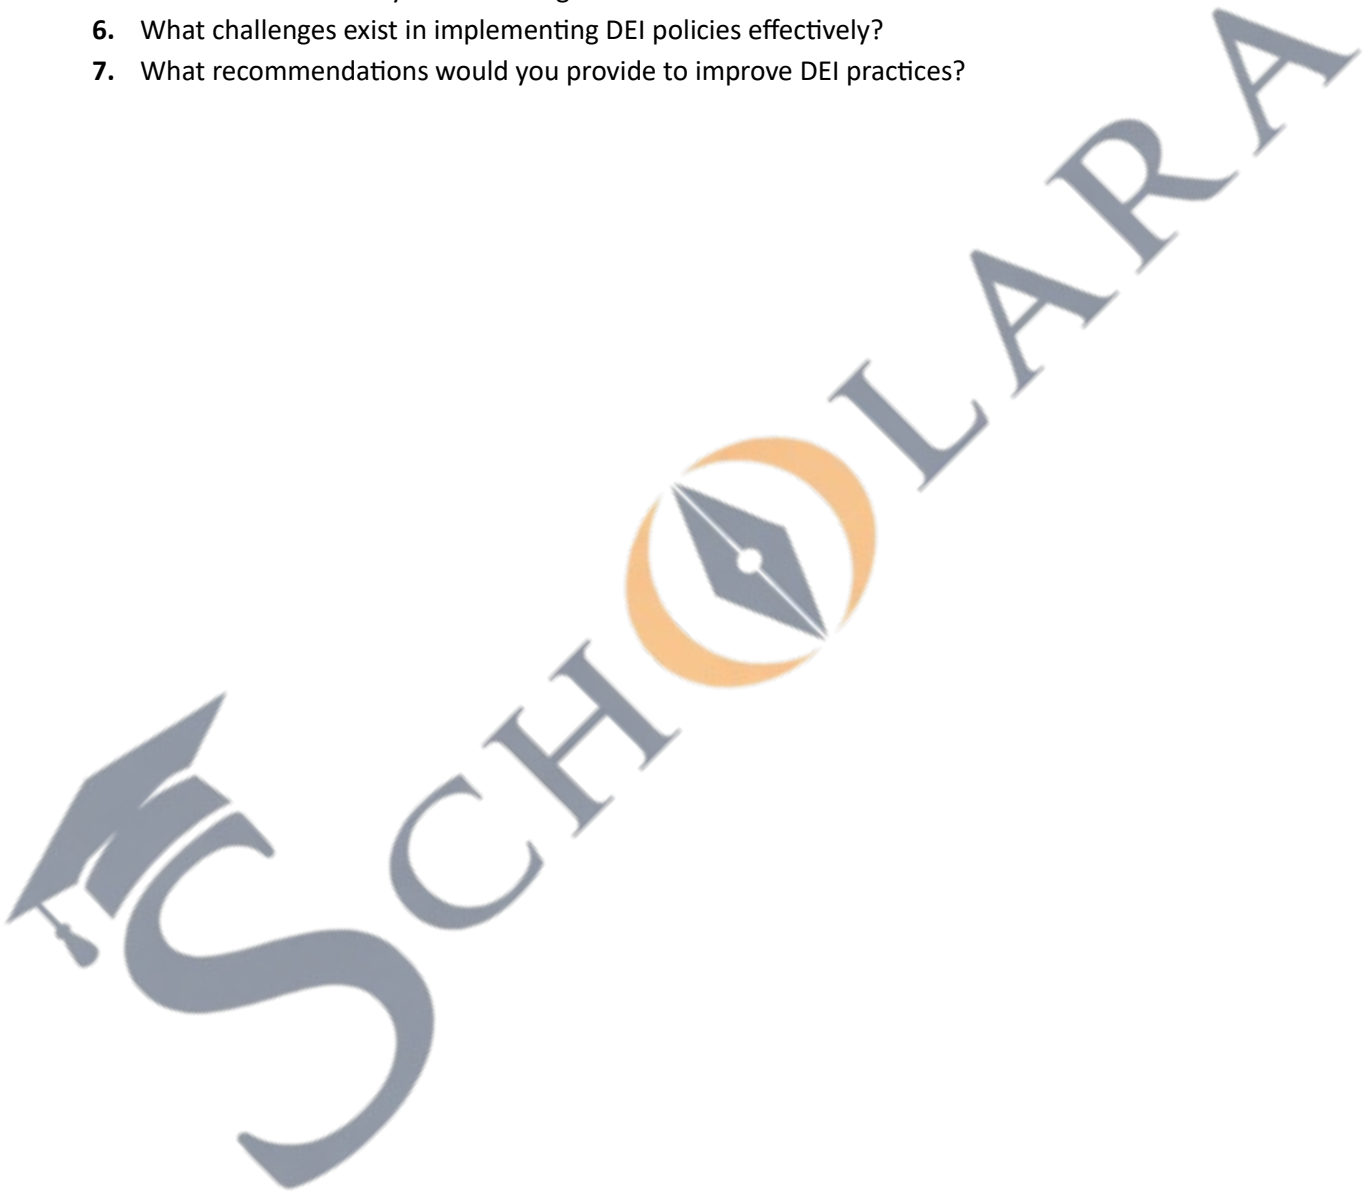 6. What challenges exist in implementing DEI policies effectively?
7. What recommendations would you provide to improve DEI practices?
SCHOLARA